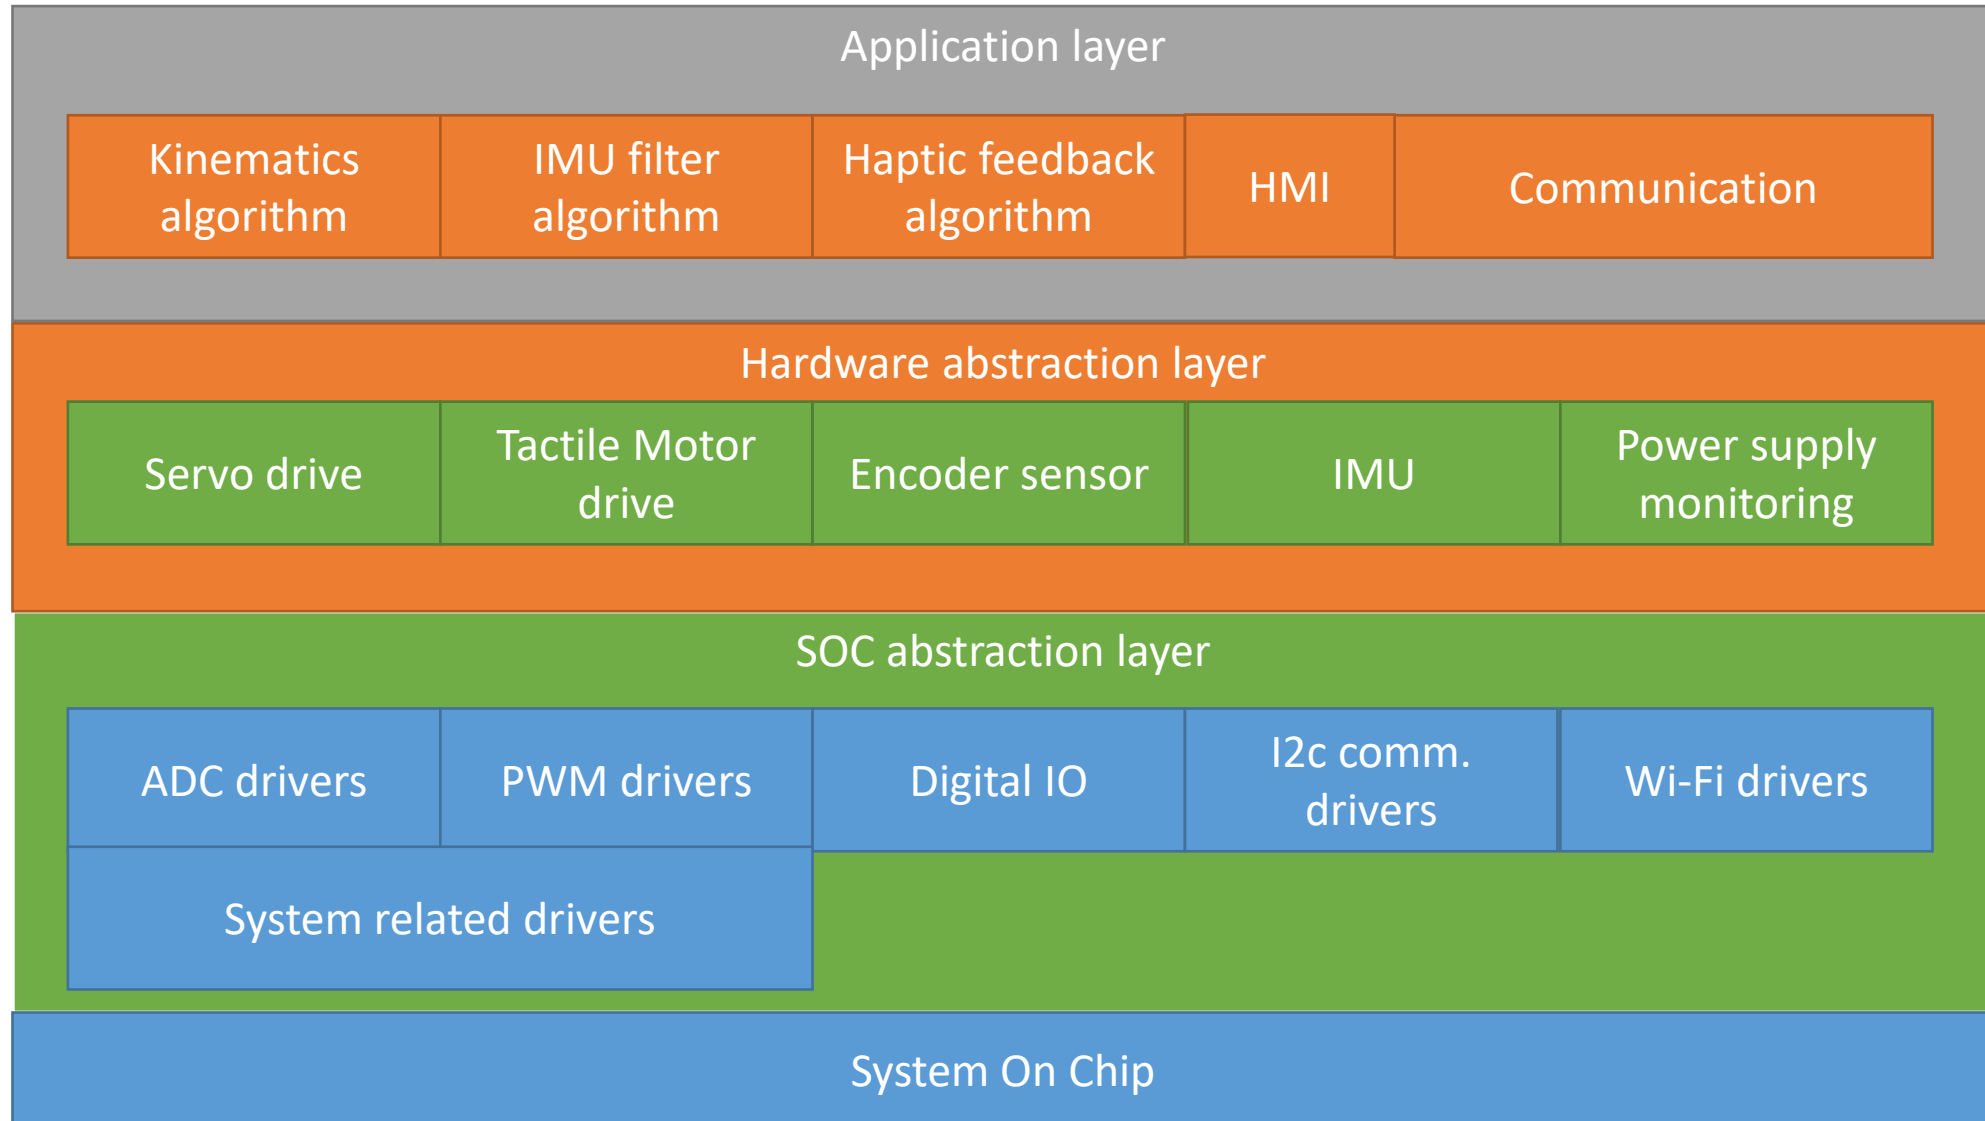 Application layer
Kinematics
algorithm
IMU filter
algorithm
Haptic feedback
algorithm
HMI
Communication
Hardware abstraction layer
Servo drive
Tactile Motor
drive
Encoder sensor
IMU
Power supply
monitoring
SOC abstraction layer
ADC drivers
PWM drivers
Digital IO
I2c comm.
drivers
Wi-Fi drivers
System related drivers
System On Chip